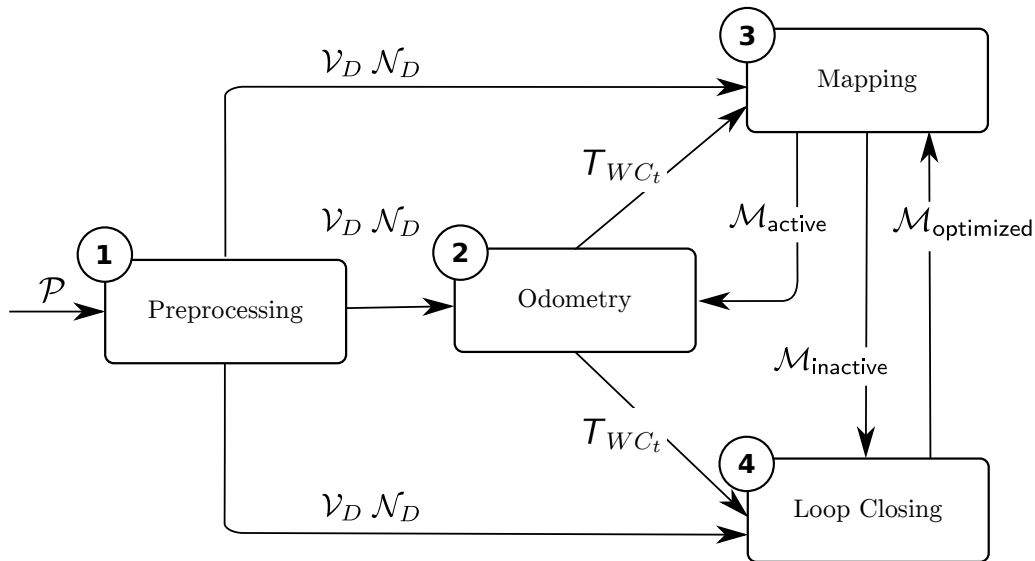 3
𝒱_D 𝒩_D
Mapping
T_{WC_t}
𝒱_D 𝒩_D
ℳ_active
ℳ_optimized
1
2
𝒫
Preprocessing
Odometry
ℳ_inactive
T_{WC_t}
4
𝒱_D 𝒩_D
Loop Closing